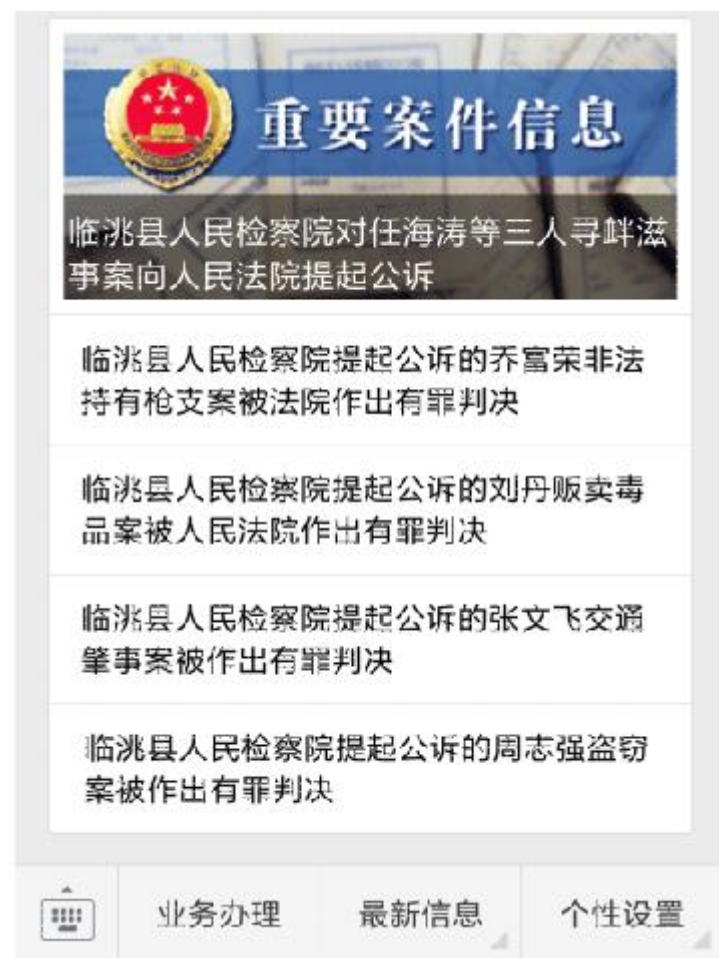 重要案件信息
临洮县人民检察院对任海涛等三人寻衅滋
事案向人民法院提起公诉
临洮县人民检察院提起公诉的乔富荣非法
持有枪支案被法院作出有罪判决
临洮县人民检察院提起公诉的刘丹贩卖毒
品案被人民法院作出有罪判决
临洮县人民检察院提起公诉的张文飞交通
肇事案被作出有罪判决
临洮县人民检察院提起公诉的周志强盗窃
案被作出有罪判决
业务办理
最新信息
个性设置